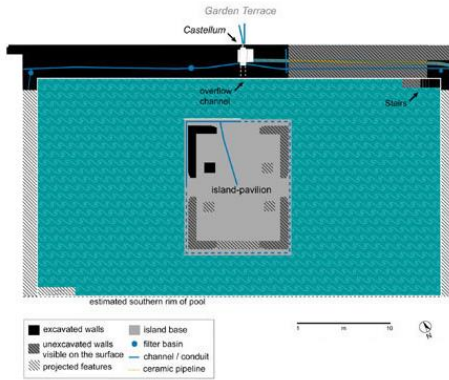 Garden Terrace
Castellum
overflow
channel
Stairs
island-pavilion
estimated southern rim of pool
excavated walls
unexcavated walls
visible on the surface
projected features
island base
filter basin
channel / conduit
ceramic pipeline
1 m 10
N